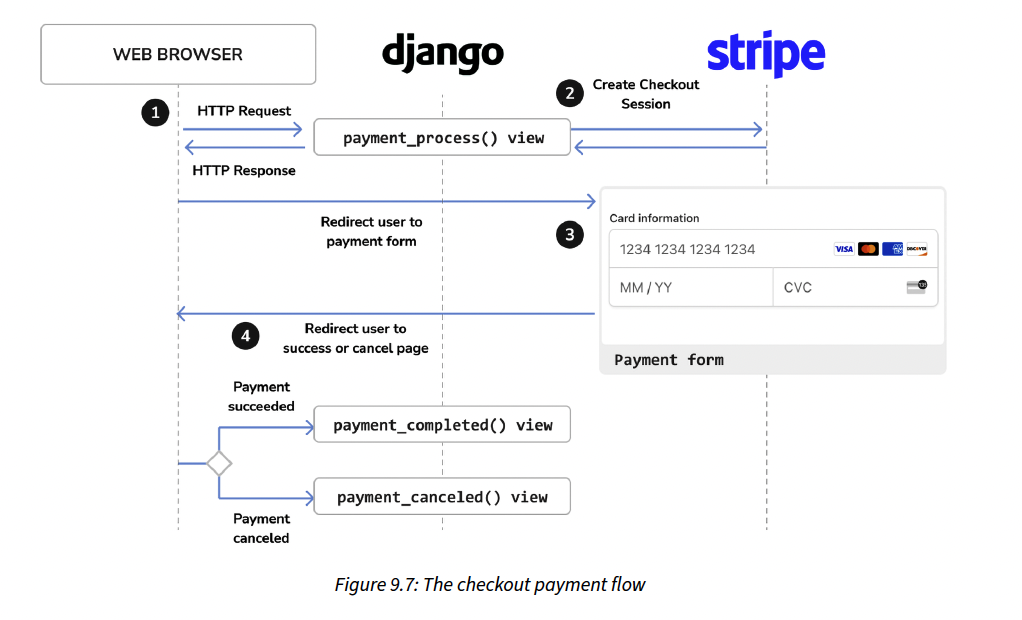 WEB BROWSER
django
stripe
1
HTTP Request
HTTP Response
payment_process() view
2
Create Checkout
Session
Redirect user to
payment form
3
Card information
1234 1234 1234 1234
VISA
DISCOVER
MM / YY
CVC
Payment form
4
Redirect user to
success or cancel page
Payment
succeeded
payment_completed() view
payment_canceled() view
Payment
canceled
Figure 9.7: The checkout payment flow